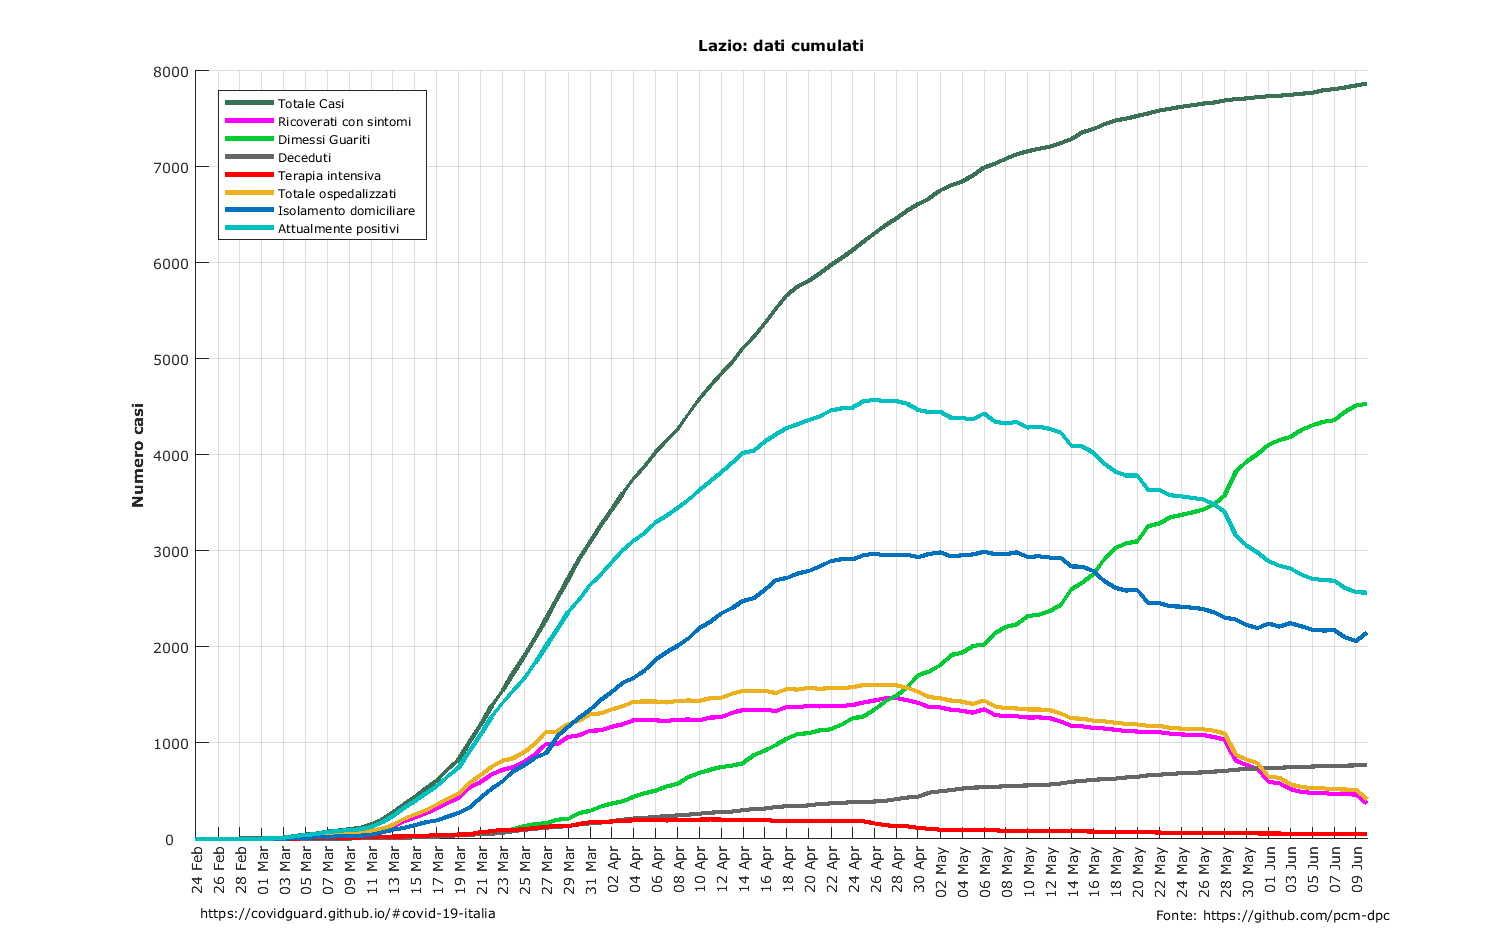 Lazio: dati cumulati
8000
7000
6000
5000
4000
3000
2000
1000
0
Numero casi
Totale Casi
Ricoverati con sintomi
Dimessi Guariti
Deceduti
Terapia intensiva
Totale ospedalizzati
Isolamento domiciliare
Attualmente positivi
24 Feb
26 Feb
28 Feb
01 Mar
03 Mar
05 Mar
07 Mar
09 Mar
11 Mar
13 Mar
15 Mar
17 Mar
19 Mar
21 Mar
23 Mar
25 Mar
27 Mar
29 Mar
31 Mar
02 Apr
04 Apr
06 Apr
08 Apr
10 Apr
12 Apr
14 Apr
16 Apr
18 Apr
20 Apr
22 Apr
24 Apr
26 Apr
28 Apr
30 Apr
02 May
04 May
06 May
08 May
10 May
12 May
14 May
16 May
18 May
20 May
22 May
24 May
26 May
28 May
30 May
01 Jun
03 Jun
05 Jun
07 Jun
09 Jun
https://covidguard.github.io/#covid-19-italia
Fonte: https://github.com/pcm-dpc